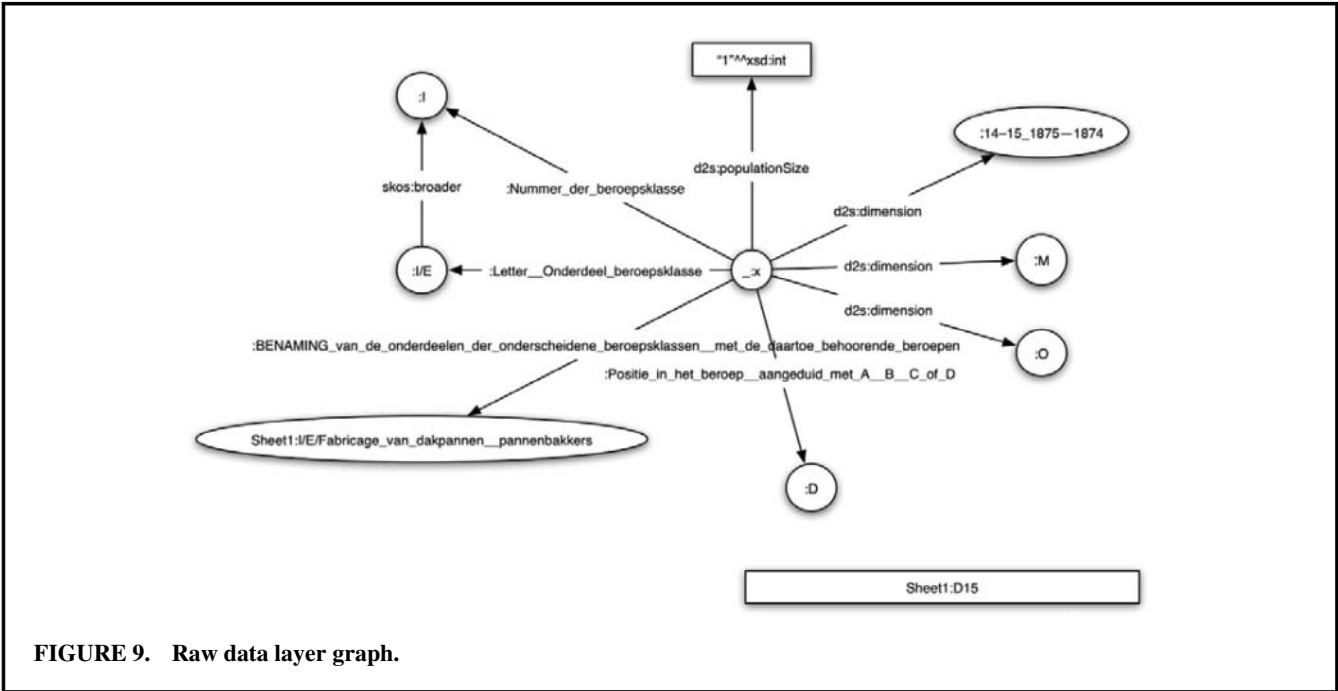 "1"^^xsd:int
:I
:14–15_1875—1874
d2s:populationSize
skos:broader
:Nummer_der_beroepsklasse
d2s:dimension
:I/E
:Letter__Onderdeel_beroepsklasse
_:x
d2s:dimension
:M
d2s:dimension
:BENAMING_van_de_onderdeelen_der_onderscheidene_beroepsklassen__met_de_daartoe_behoorende_beroepen
:O
:Positie_in_het_beroep__aangeduid_met_A__B__C_of_D
Sheet1:I/E/Fabricage_van_dakpannen__pannenbakkers
:D
Sheet1:D15
FIGURE 9. Raw data layer graph.